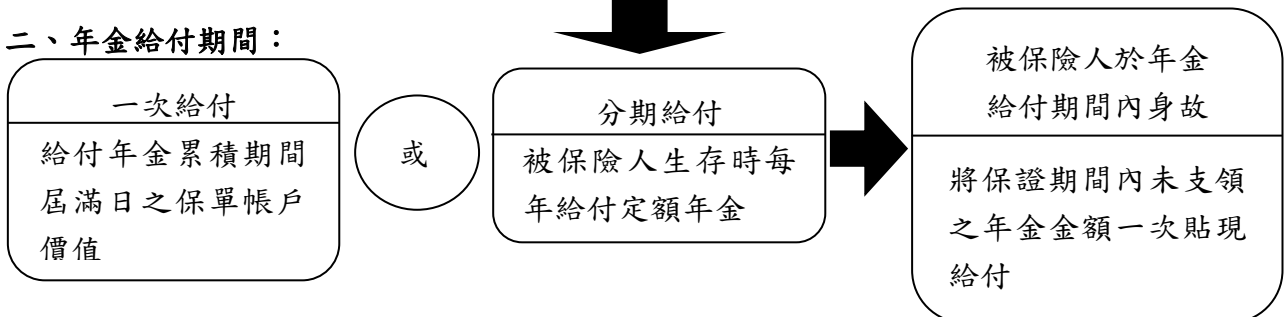 二、年金給付期間：
一次給付
給付年金累積期間
屆滿日之保單帳戶
價值
或
分期給付
被保險人生存時每
年給付定額年金
被保險人於年金
給付期間內身故
將保證期間內未支領
之年金金額一次貼現
給付